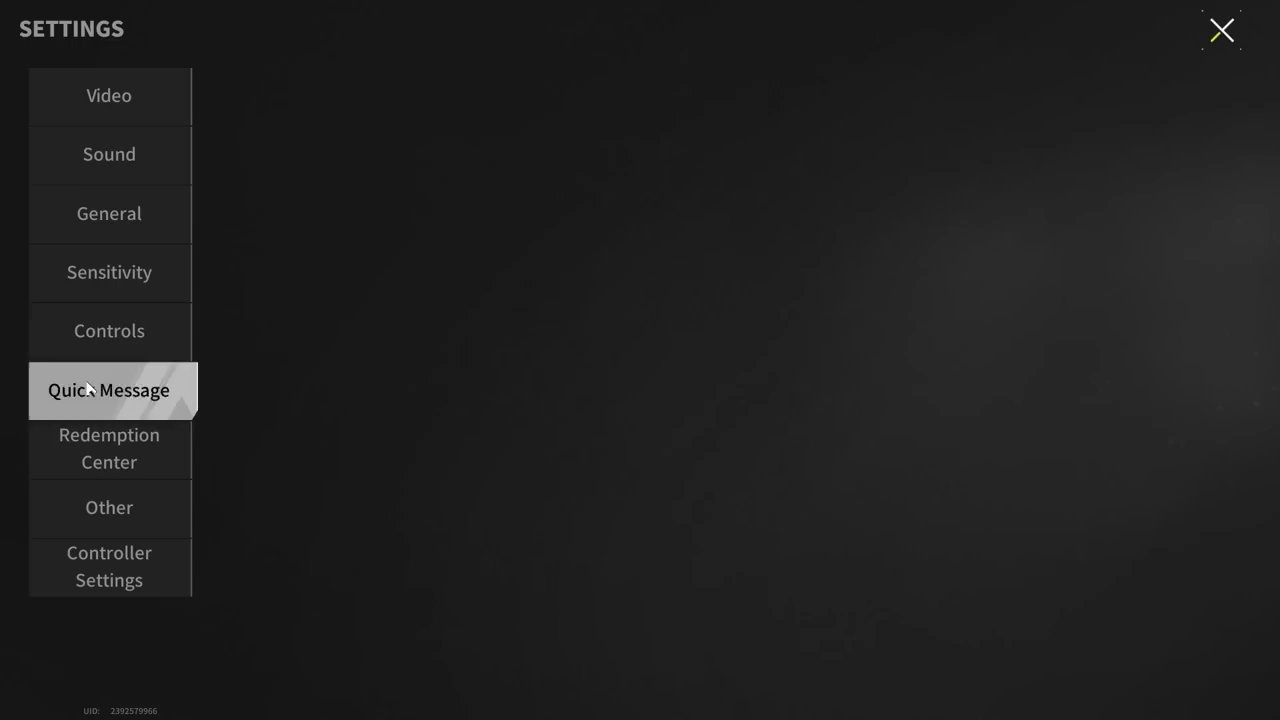 SETTINGS
Video
Sound
General
Sensitivity
Controls
Quick Message
Redemption
Center
Other
Controller
Settings
UID: 2392579966